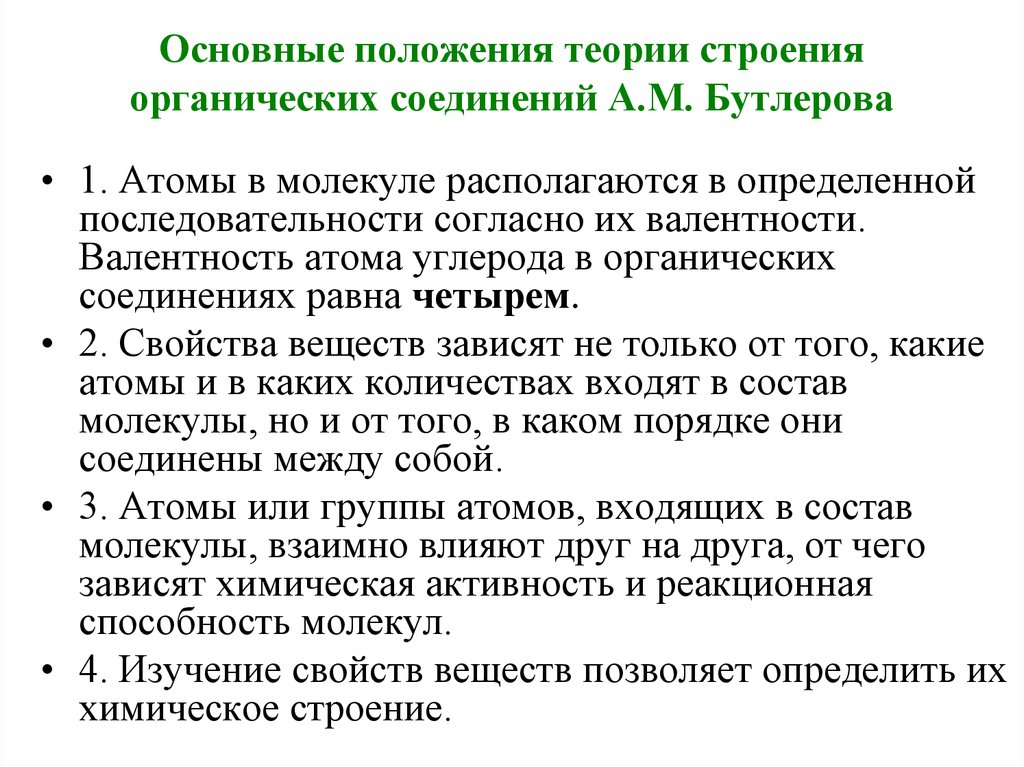 Основные положения теории строения
органических соединений А.М. Бутлерова
• 1. Атомы в молекуле располагаются в определенной
последовательности согласно их валентности.
Валентность атома углерода в органических
соединениях равна четырем.
• 2. Свойства веществ зависят не только от того, какие
атомы и в каких количествах входят в состав
молекулы, но и от того, в каком порядке они
соединены между собой.
• 3. Атомы или группы атомов, входящих в состав
молекулы, взаимно влияют друг на друга, от чего
зависят химическая активность и реакционная
способность молекул.
• 4. Изучение свойств веществ позволяет определить их
химическое строение.